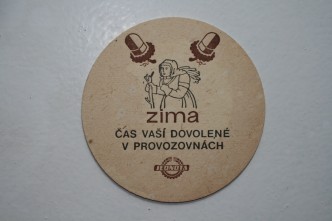 zima
ČAS VAŠÍ DOVOLENÉ
V PROVOZOVNÁCH